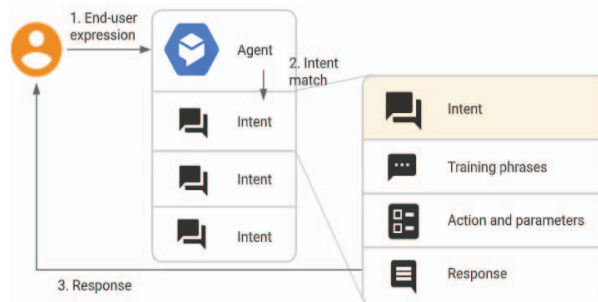 1. End-user
expression
Agent
2. Intent
match
Intent
Intent
Intent
Intent
Training phrases
Action and parameters
Response
3. Response